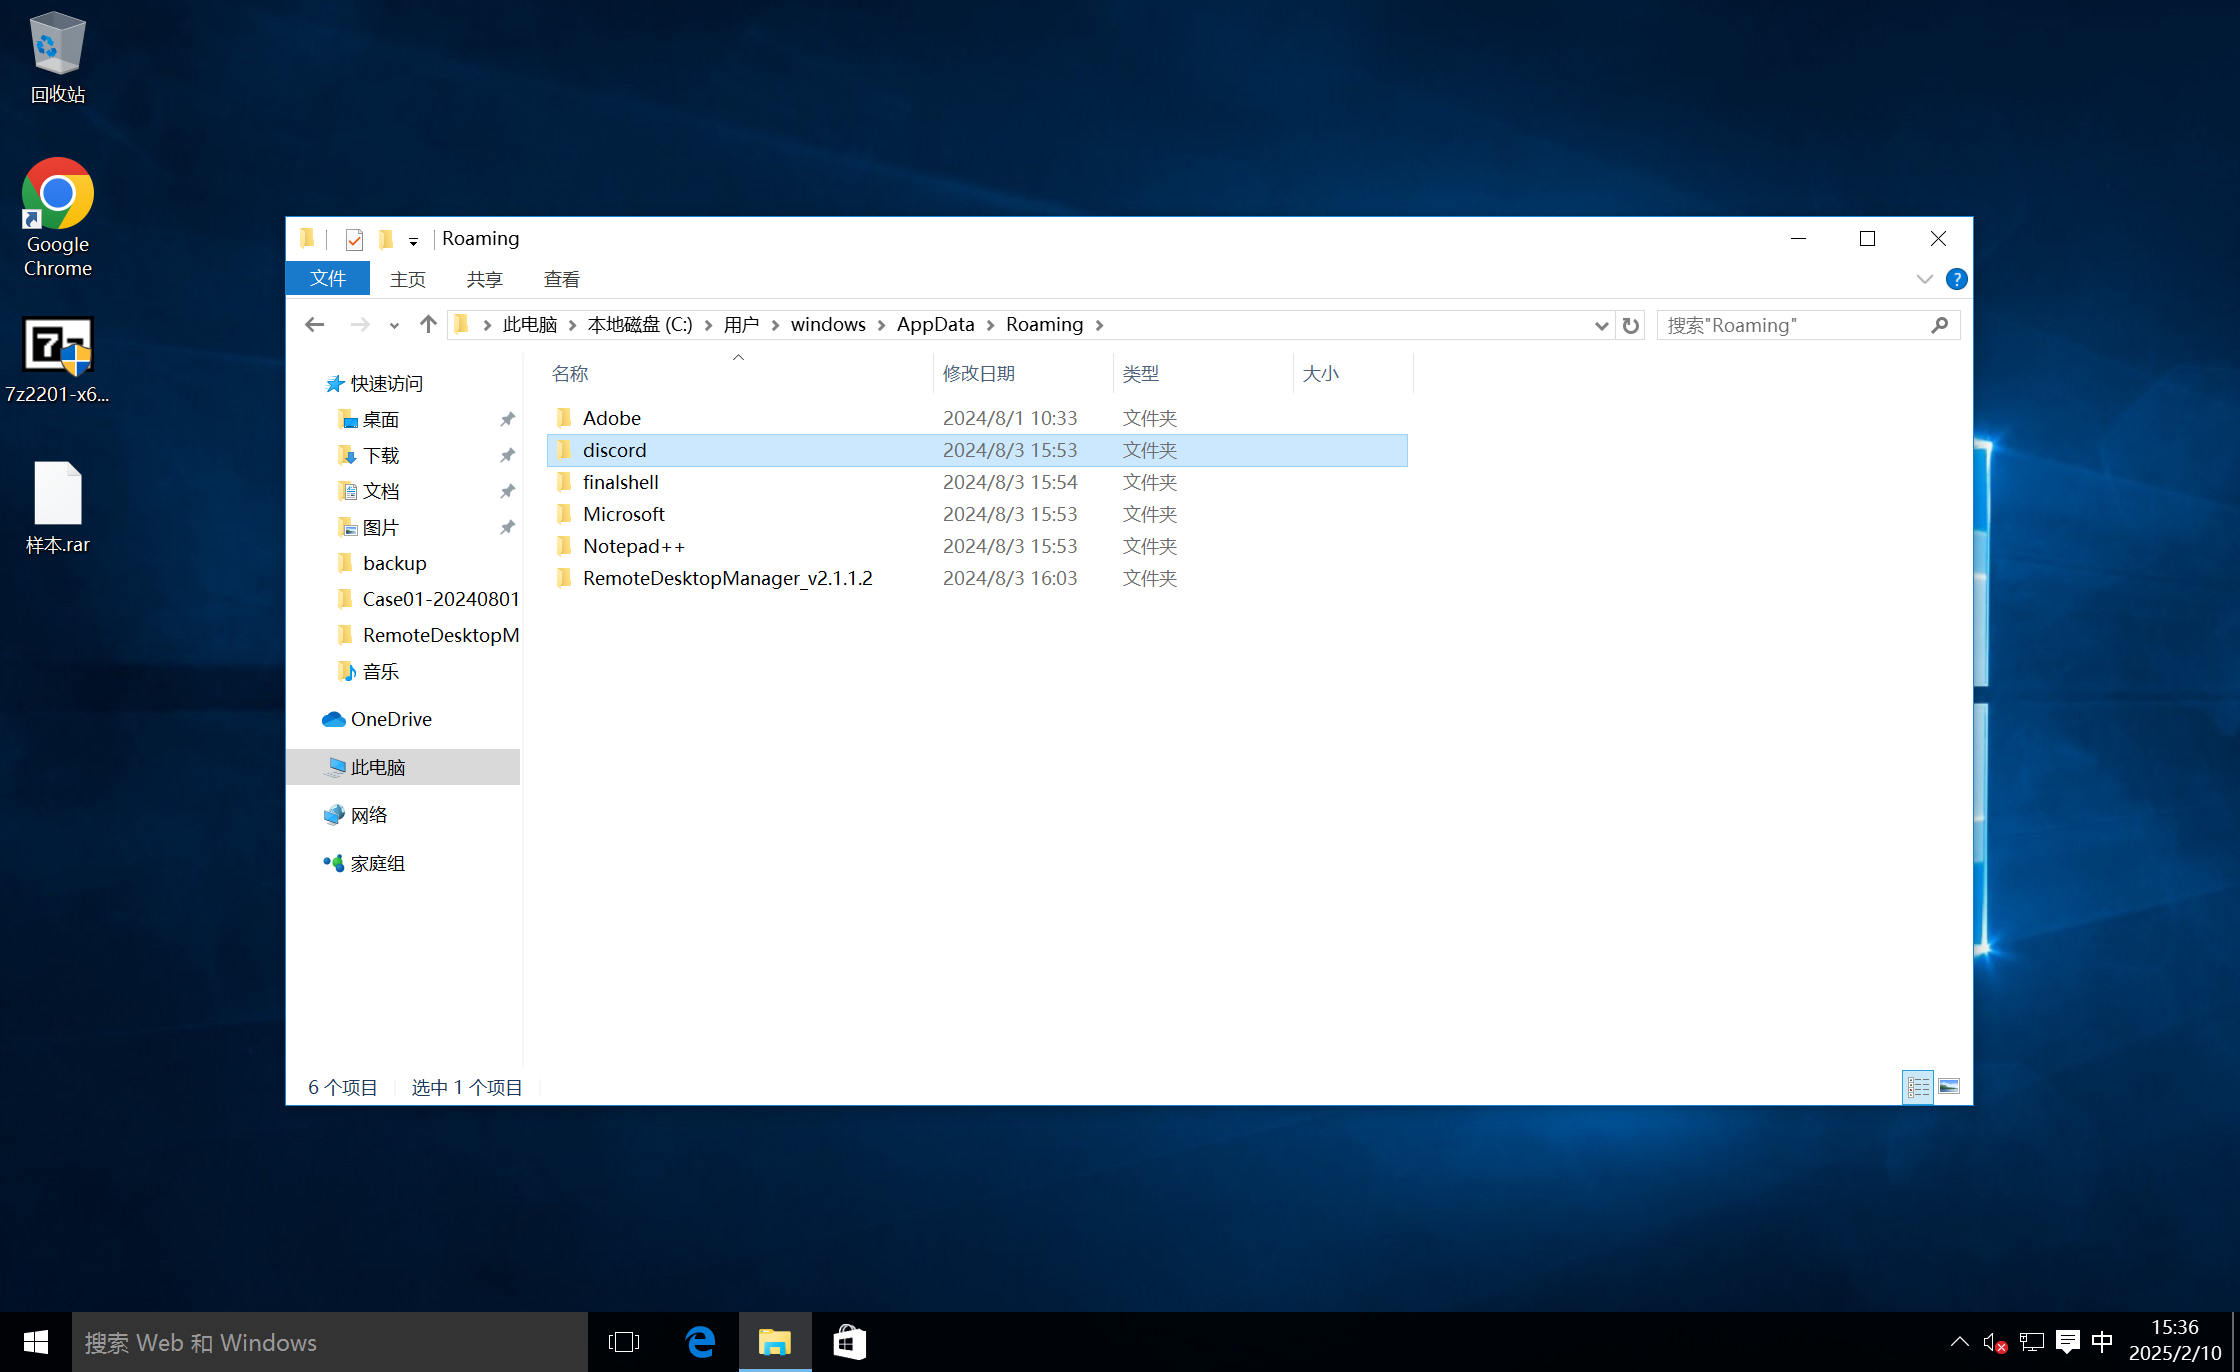 回收站
Google
Chrome
7z2201-x6...
样本.rar
Roaming
文件 主页 共享 查看
此电脑 本地磁盘 (C:) 用户 windows AppData Roaming
搜索"Roaming"
快速访问
桌面
下载
文档
图片
backup
Case01-20240801
RemoteDesktopM
音乐
OneDrive
此电脑
网络
家庭组
名称 修改日期 类型 大小
Adobe 2024/8/1 10:33 文件夹
discord 2024/8/3 15:53 文件夹
finalshell 2024/8/3 15:54 文件夹
Microsoft 2024/8/3 15:53 文件夹
Notepad++ 2024/8/3 15:53 文件夹
RemoteDesktopManager_v2.1.1.2 2024/8/3 16:03 文件夹
6 个项目 选中 1 个项目
搜索 Web 和 Windows
中
15:36
2025/2/10